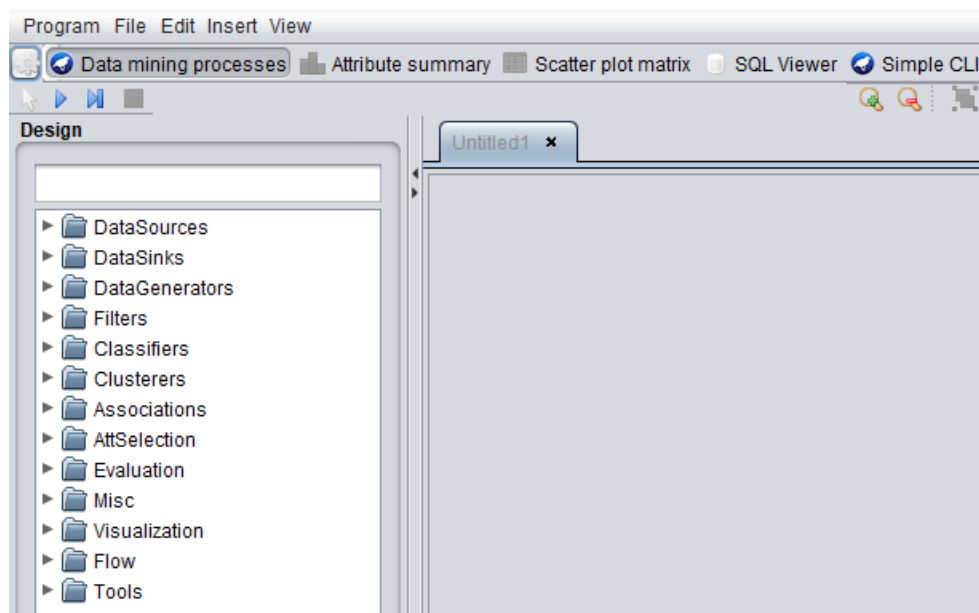 Program File Edit Insert View
Data mining processes Attribute summary Scatter plot matrix SQL Viewer Simple CLI
Design
Untitled1
DataSources
DataSinks
DataGenerators
Filters
Classifiers
Clusterers
Associations
AttSelection
Evaluation
Misc
Visualization
Flow
Tools